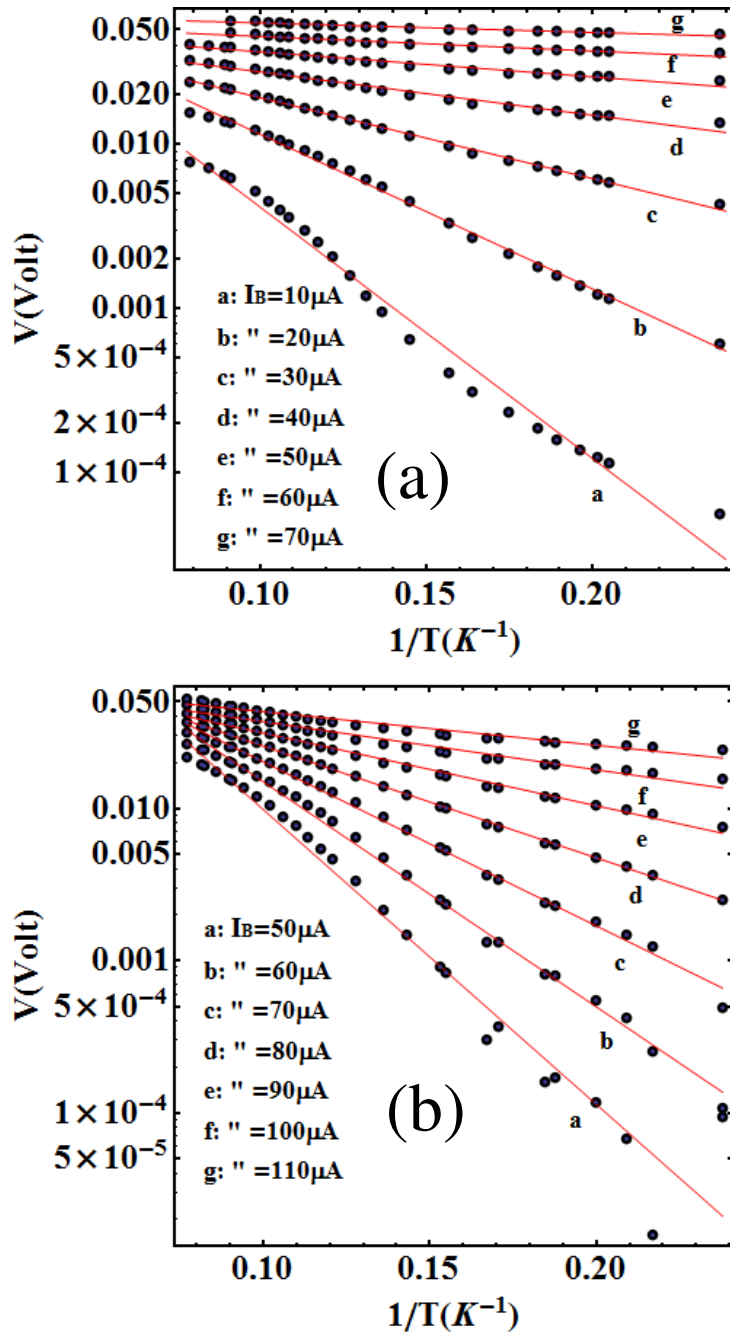 0.050
g
f
0.020
e
0.010
d
0.005
c
V(Volt)
0.002
0.001
a: IB=10μA
b
b: " =20μA
5×10⁻⁴
c: " =30μA
2×10⁻⁴
d: " =40μA
1×10⁻⁴
e: " =50μA
(a)
a
f: " =60μA
g: " =70μA
0.10 0.15 0.20
1/T(K⁻¹)
0.050
g
f
0.010
e
0.005
d
V(Volt)
a: IB=50μA
c
0.001
b: " =60μA
5×10⁻⁴
c: " =70μA
b
d: " =80μA
e: " =90μA
(b)
a
1×10⁻⁴
f: " =100μA
5×10⁻⁵
g: " =110μA
0.10 0.15 0.20
1/T(K⁻¹)